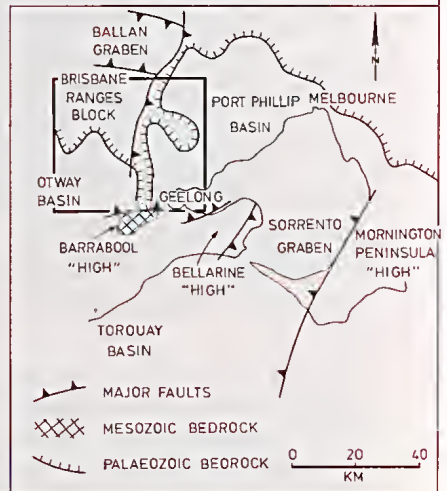 BALLAN
GRABEN
N
BRISBANE
RANGES
BLOCK
PORT PHILLIP
BASIN
MELBOURNE
OTWAY
BASIN
GEELONG
BARRABOOL
"HIGH"
BELLARINE
"HIGH"
SORRENTO
GRABEN
MORNINGTON
PENINSULA
"HIGH"
TORQUAY
BASIN
MAJOR FAULTS
MESOZOIC BEDROCK
PALAEOZOIC BEDROCK
0 20 40
KM